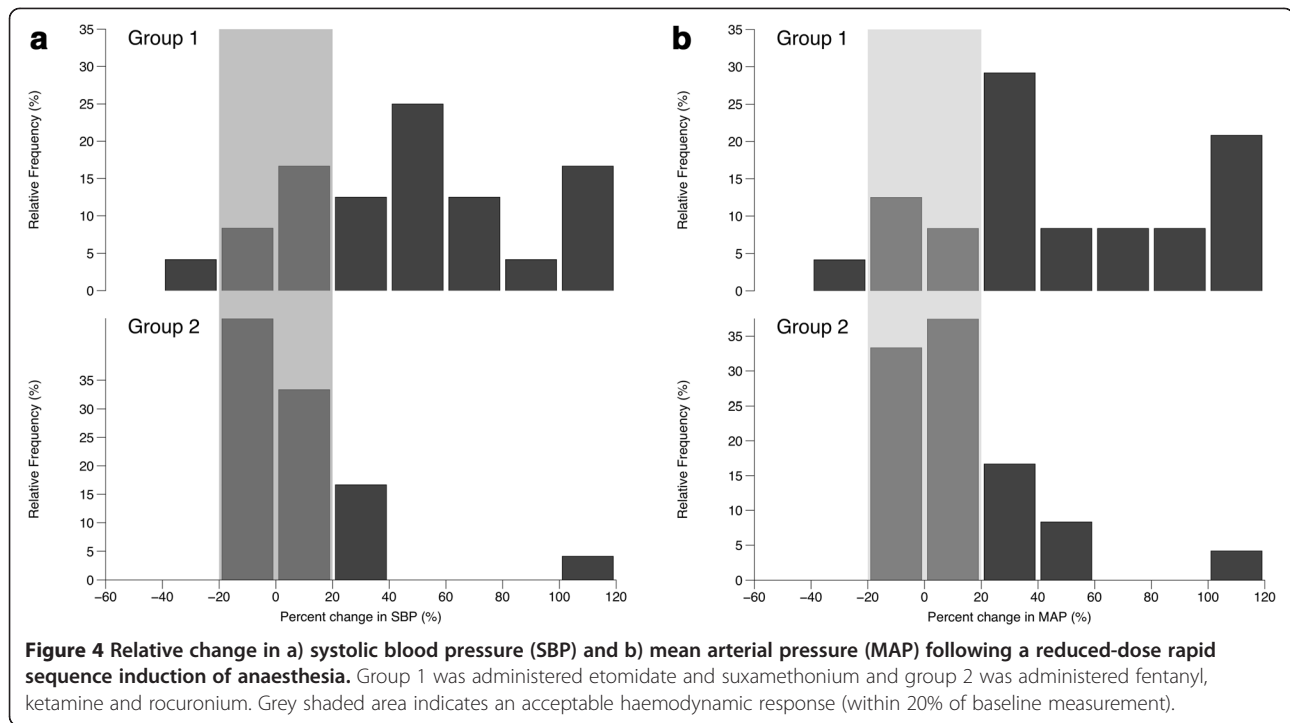 a
Group 1
Relative Frequency (%)
35
30
25
20
15
10
5
0
Group 2
Relative Frequency (%)
35
30
25
20
15
10
5
0
−60 −40 −20 0 20 40 60 80 100 120
Percent change in SBP (%)
b
Group 1
Relative Frequency (%)
35
30
25
20
15
10
5
0
Group 2
Relative Frequency (%)
35
30
25
20
15
10
5
0
−60 −40 −20 0 20 40 60 80 100 120
Percent change in MAP (%)
Figure 4 Relative change in a) systolic blood pressure (SBP) and b) mean arterial pressure (MAP) following a reduced-dose rapid
sequence induction of anaesthesia. Group 1 was administered etomidate and suxamethonium and group 2 was administered fentanyl,
ketamine and rocuronium. Grey shaded area indicates an acceptable haemodynamic response (within 20% of baseline measurement).